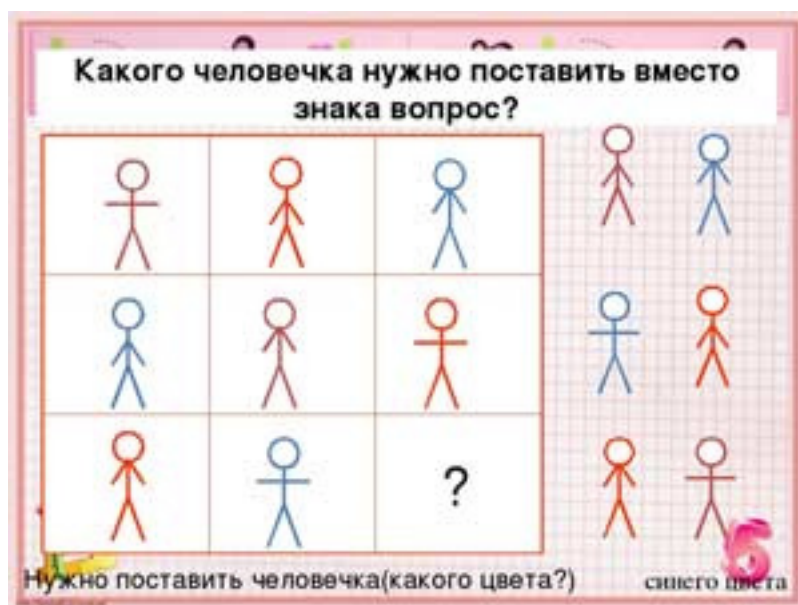 Какого человечка нужно поставить вместо
знака вопрос?
?
Нужно поставить человечка(какого цвета?) синего цвета